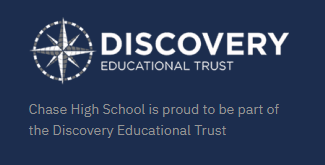 DISCOVERY
EDUCATIONAL TRUST
Chase High School is proud to be part of
the Discovery Educational Trust